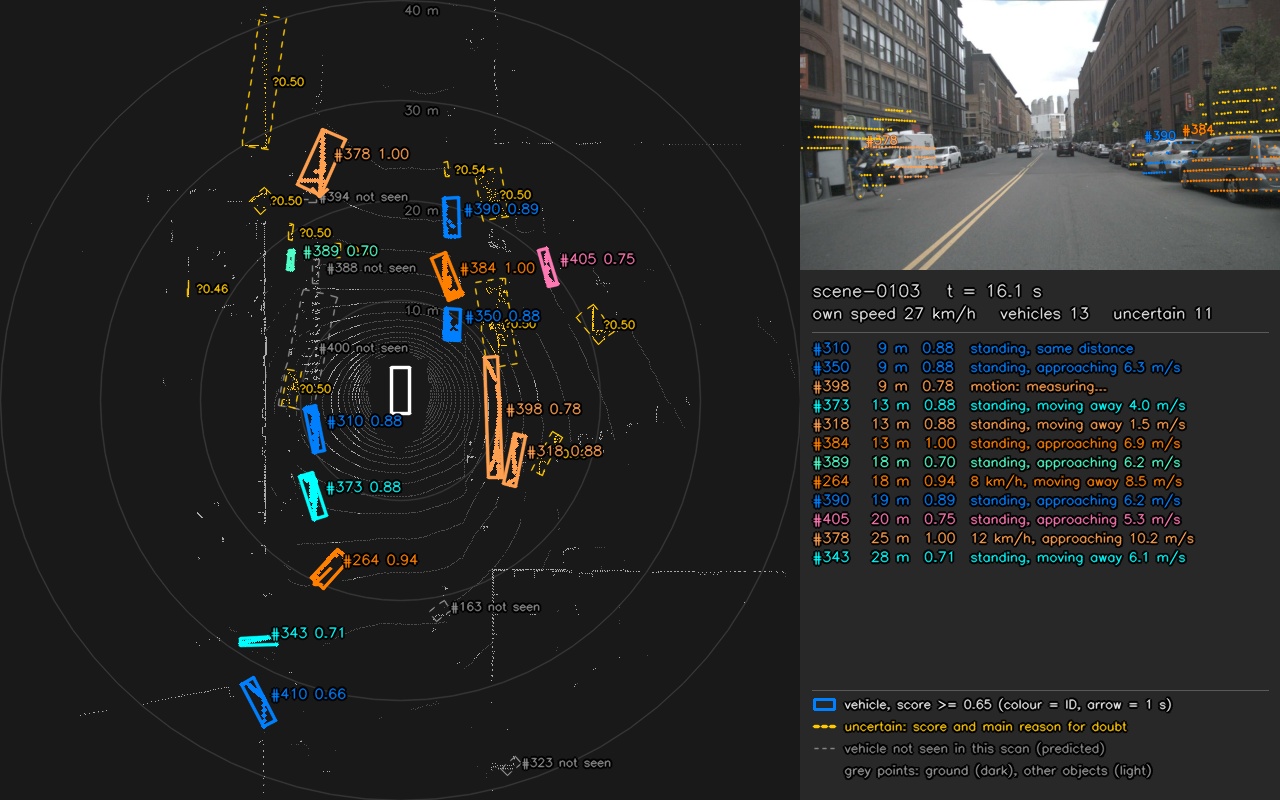 40 m
?0.50
30 m
#378 1.00
?0.54
#394 not seen
?0.50
?0.50
20 m
#390 0.89
?0.50
#389 0.70
#405 0.75
#388 not seen
#384 1.00
?0.46
10 m
#350 0.88
?0.50
?0.50
#400 not seen
?0.50
#398 0.78
#310 0.88
#318 0.88
#373 0.88
#264 0.94
#163 not seen
#343 0.71
#410 0.66
#323 not seen
#378
#390
#384
scene-0103 t = 16.1 s
own speed 27 km/h vehicles 13 uncertain 11
#310 9 m 0.88 standing, same distance
#350 9 m 0.88 standing, approaching 6.3 m/s
#398 9 m 0.78 motion: measuring...
#373 13 m 0.88 standing, moving away 4.0 m/s
#318 13 m 0.88 standing, moving away 1.5 m/s
#384 13 m 1.00 standing, approaching 6.9 m/s
#389 18 m 0.70 standing, approaching 6.2 m/s
#264 18 m 0.94 8 km/h, moving away 8.5 m/s
#390 19 m 0.89 standing, approaching 6.2 m/s
#405 20 m 0.75 standing, approaching 5.3 m/s
#378 25 m 1.00 12 km/h, approaching 10.2 m/s
#343 28 m 0.71 standing, moving away 6.1 m/s
vehicle, score >= 0.65 (colour = ID, arrow = 1 s)
uncertain: score and main reason for doubt
vehicle not seen in this scan (predicted)
grey points: ground (dark), other objects (light)